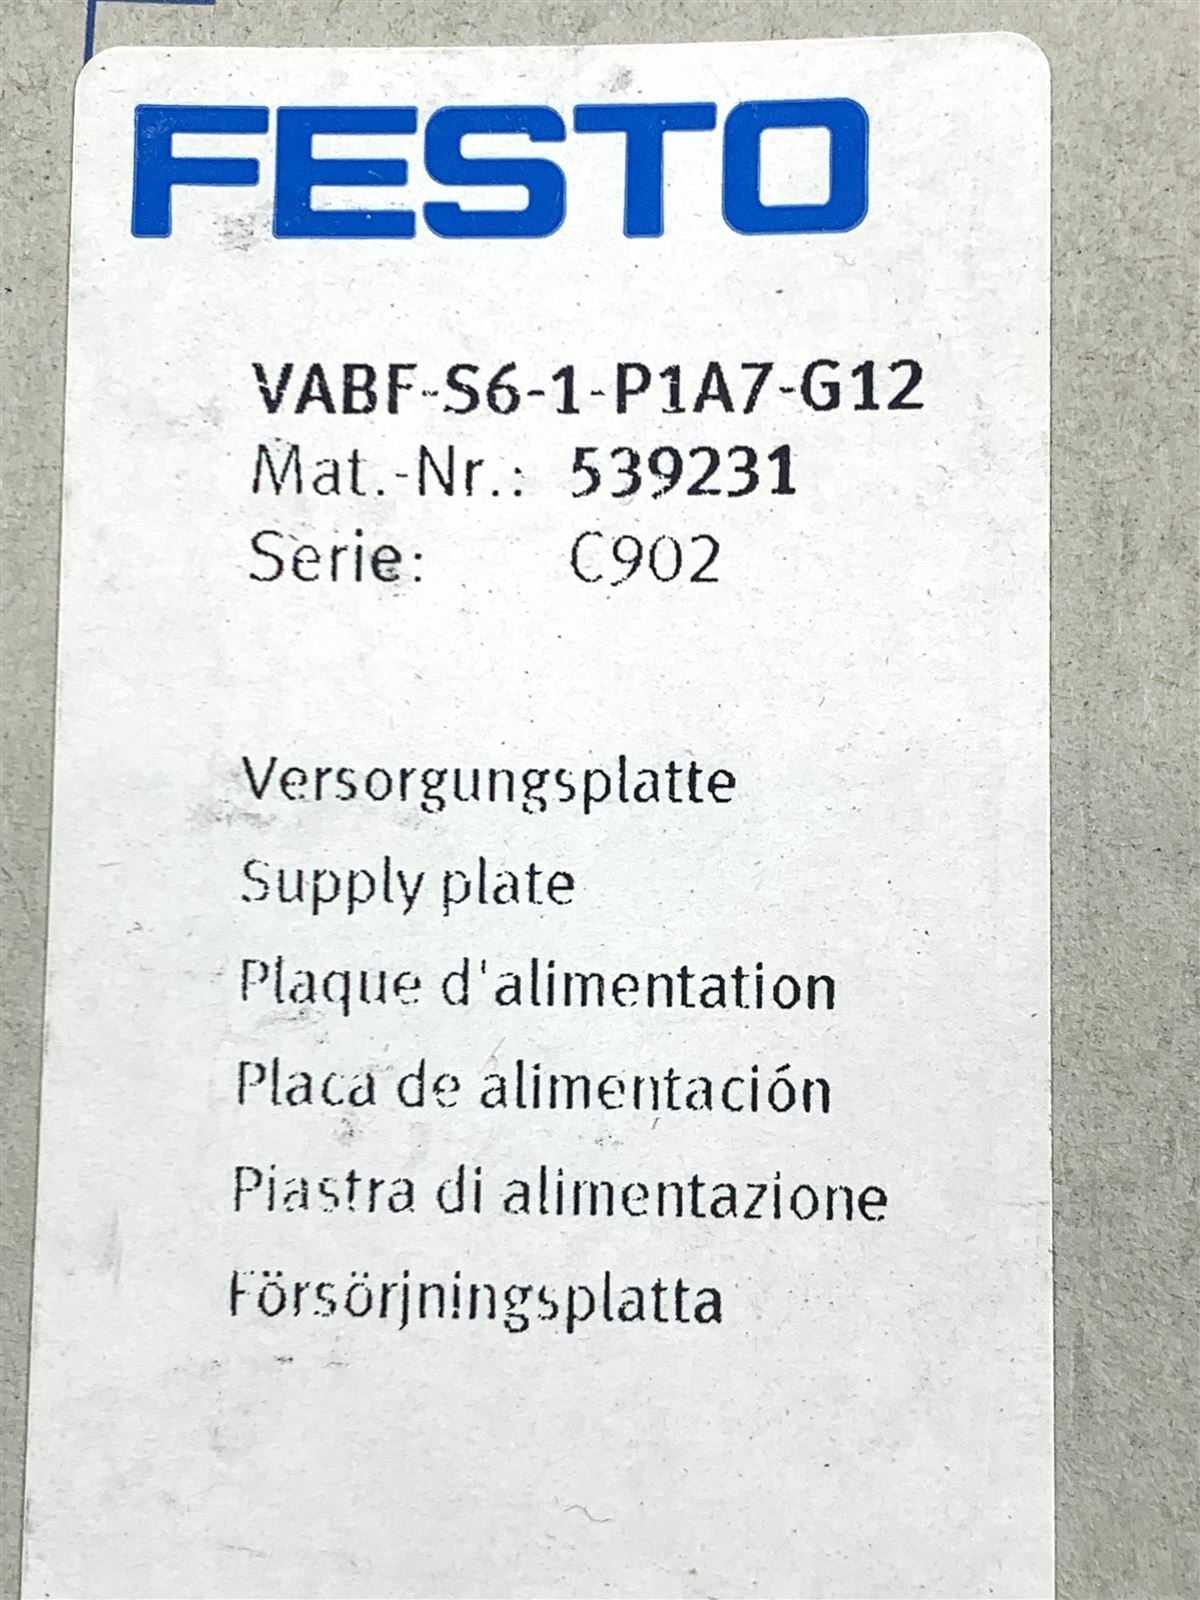 FESTO
VABF-S6-1-P1A7-G12
Mat.-Nr.: 539231
Serie: C902
Versorgungsplatte
Supply plate
Plaque d'alimentation
Placa de alimentación
Piastra di alimentazione
Försörjningsplatta